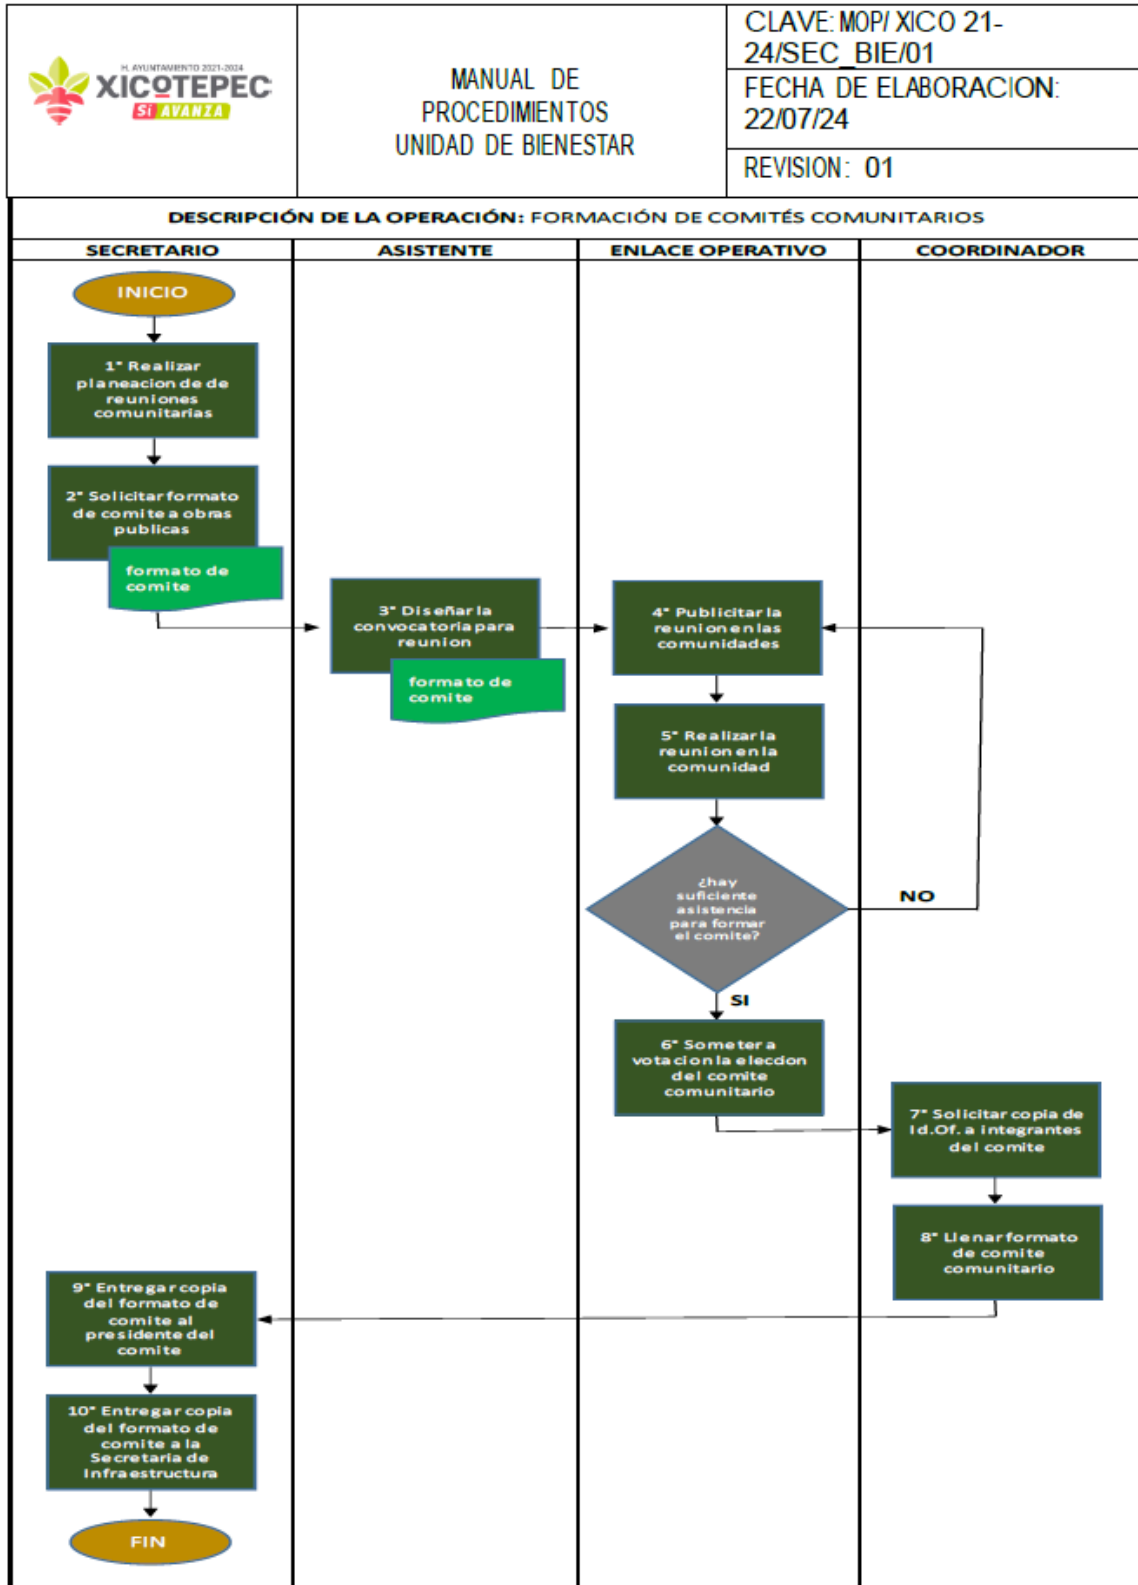 H. AYUNTAMIENTO 2021-2024
XICOTEPEC
Sí AVANZA
MANUAL DE
PROCEDIMIENTOS
UNIDAD DE BIENESTAR
CLAVE: MOP/ XICO 21-
24/SEC_BIE/01
FECHA DE ELABORACION:
22/07/24
REVISION: 01
DESCRIPCIÓN DE LA OPERACIÓN: FORMACIÓN DE COMITÉS COMUNITARIOS
SECRETARIO
ASISTENTE
ENLACE OPERATIVO
COORDINADOR
INICIO
1° Realizar
planeacion de de
reuniones
comunitarias
2° Solicitar formato
de comite a obras
publicas
formato de
comite
3° Diseñar la
convocatoria para
reunion
formato de
comite
4° Publicitar la
reunion en las
comunidades
5° Realizar la
reunion en la
comunidad
¿hay
suficiente
asistencia
para formar
el comite?
NO
SI
6° Someter a
votacion la eleccion
del comite
comunitario
7° Solicitar copia de
Id.Of. a integrantes
del comite
8° Llenar formato
de comite
comunitario
9° Entregar copia
del formato de
comite al
presidente del
comite
10° Entregar copia
del formato de
comite a la
Secretaria de
Infraestructura
FIN